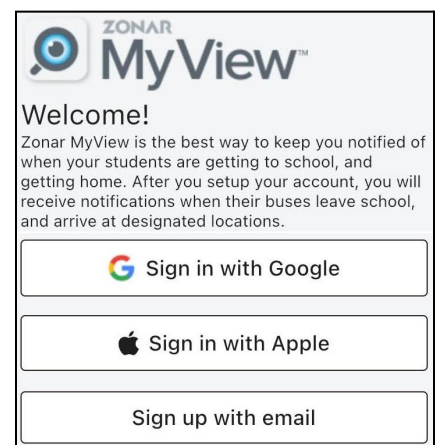 ZONAR
MyView™
Welcome!
Zonar MyView is the best way to keep you notified of
when your students are getting to school, and
getting home. After you setup your account, you will
receive notifications when their buses leave school,
and arrive at designated locations.
Sign in with Google
Sign in with Apple
Sign up with email